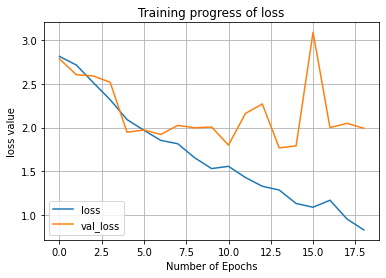 Training progress of loss
loss value
3.0
2.5
2.0
1.5
1.0
loss
val_loss
0.0 2.5 5.0 7.5 10.0 12.5 15.0 17.5
Number of Epochs